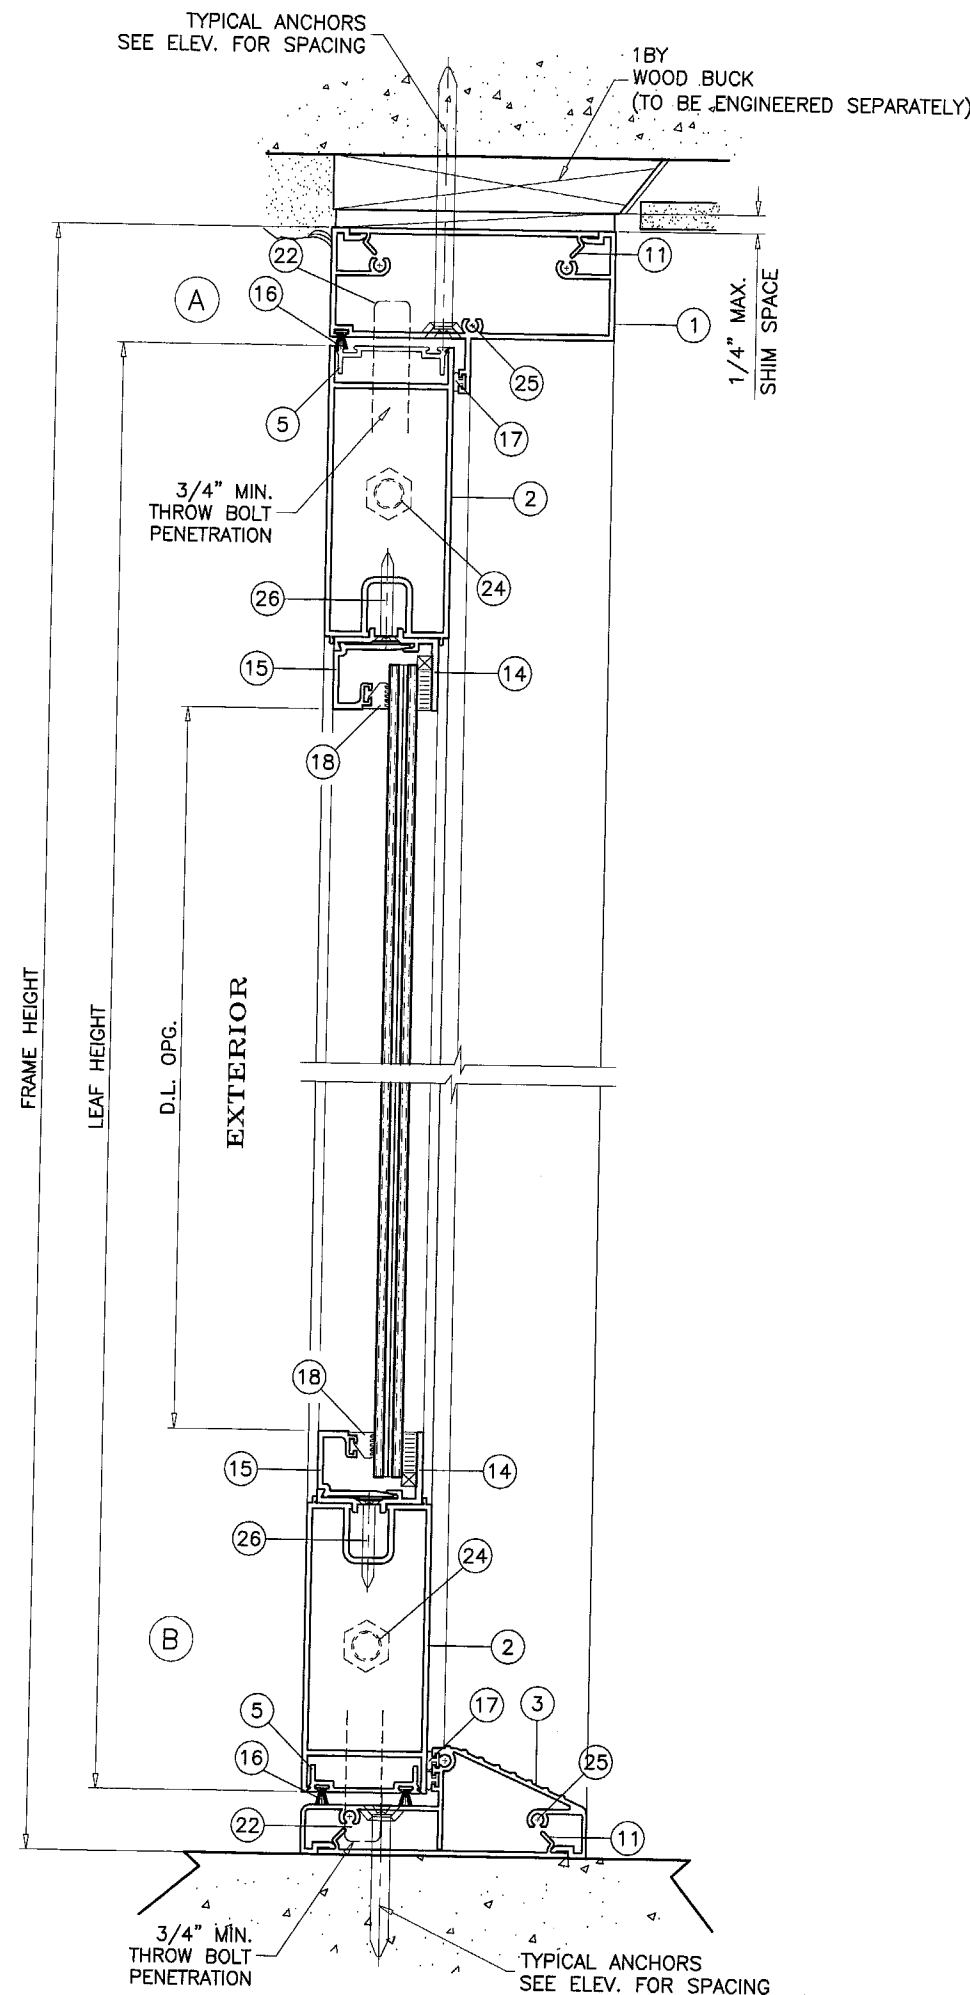 TYPICAL ANCHORS
SEE ELEV. FOR SPACING
1BY
WOOD BUCK
(TO BE ENGINEERED SEPARATELY)
22
11
16
A
1
1/4" MAX.
SHIM SPACE
25
5
17
3/4" MIN.
THROW BOLT
PENETRATION
2
24
26
15
14
18
FRAME HEIGHT
LEAF HEIGHT
D.L. OPG.
EXTERIOR
18
15
14
26
24
B
2
5
17
3
16
25
22
11
3/4" MIN.
THROW BOLT
PENETRATION
TYPICAL ANCHORS
SEE ELEV. FOR SPACING